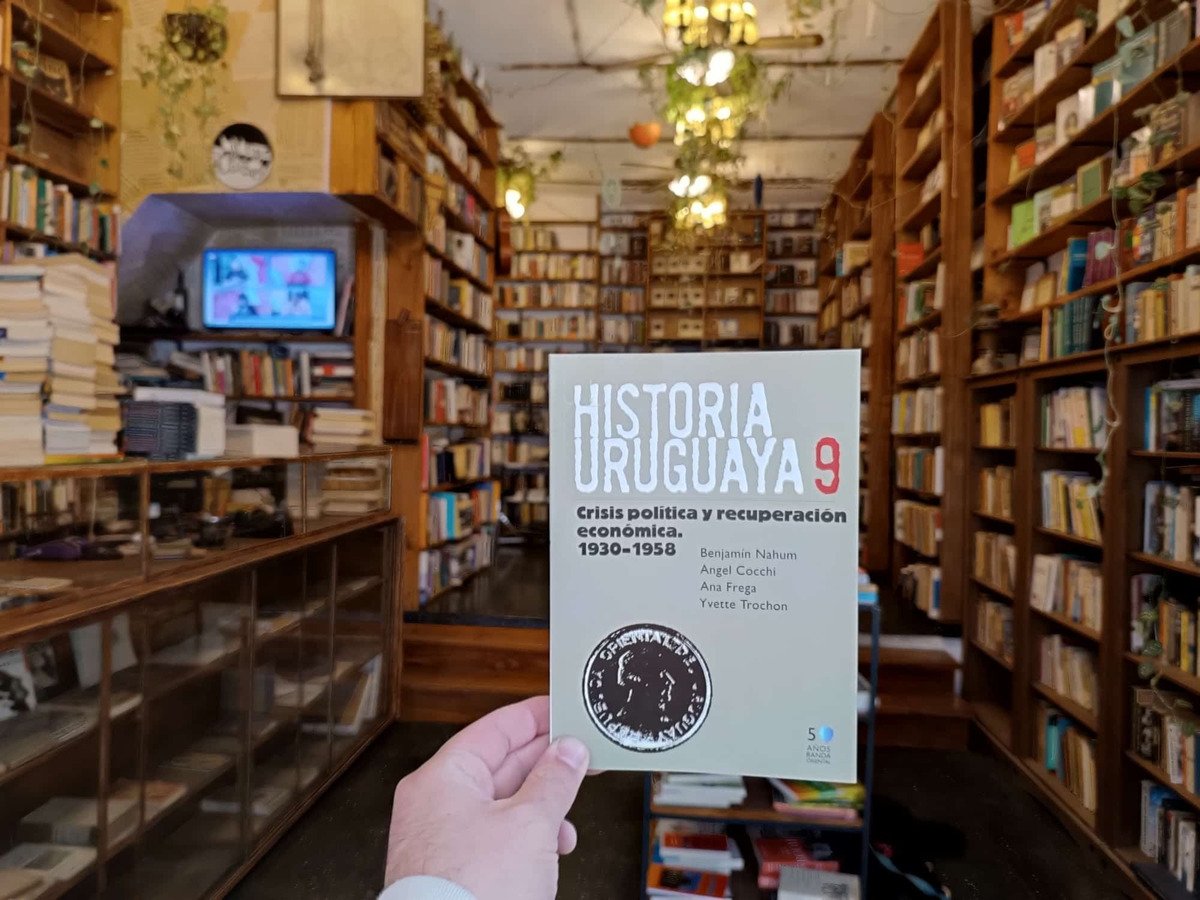 HISTORIA
URUGUAYA 9
Crisis política y recuperación
económica.
1930-1958
Benjamín Nahum
Angel Cocchi
Ana Frega
Yvette Trochon
50
AÑOS
BANDA
ORIENTAL